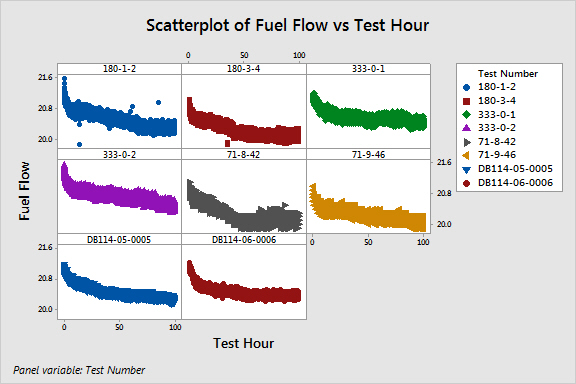 Scatterplot of Fuel Flow vs Test Hour
0 50 100
180-1-2 180-3-4 333-0-1
21.6
20.8
20.0
333-0-2 71-8-42 71-9-46
21.6
20.8
20.0
DB114-05-0005 DB114-06-0006
0 50 100
21.6
20.8
20.0
0 50 100
Fuel Flow
Test Hour
Test Number
180-1-2
180-3-4
333-0-1
333-0-2
71-8-42
71-9-46
DB114-05-0005
DB114-06-0006
Panel variable: Test Number